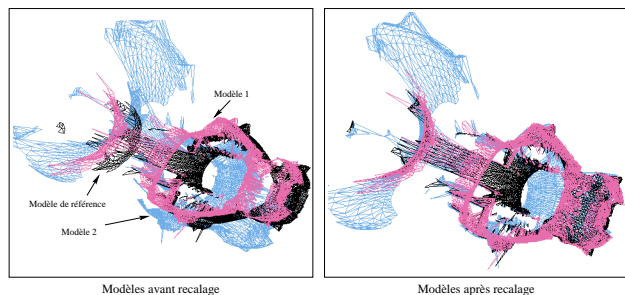 Modèle 1
Modèle de référence
Modèle 2
Modèles avant recalage
Modèles après recalage